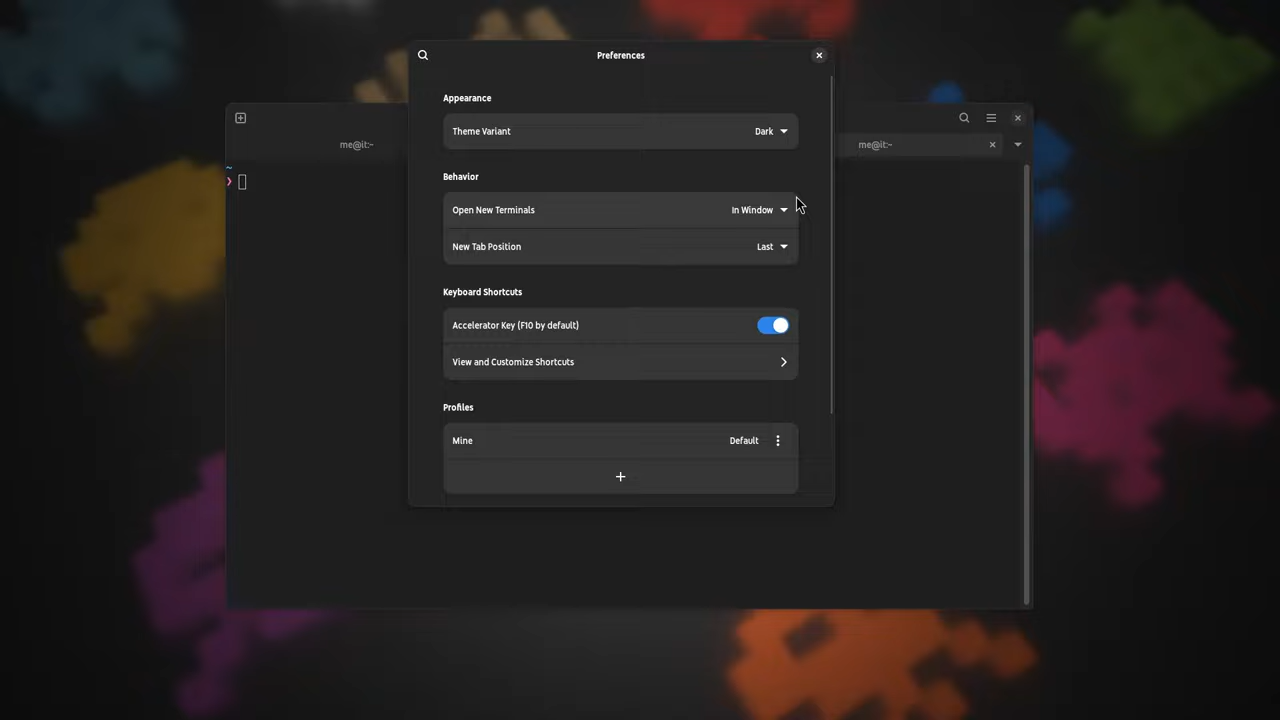 Preferences
Appearance
Theme Variant Dark
me@it:~ me@it:~
Behavior
~
❯
Open New Terminals In Window
New Tab Position Last
Keyboard Shortcuts
Accelerator Key (F10 by default)
View and Customize Shortcuts
Profiles
Mine Default